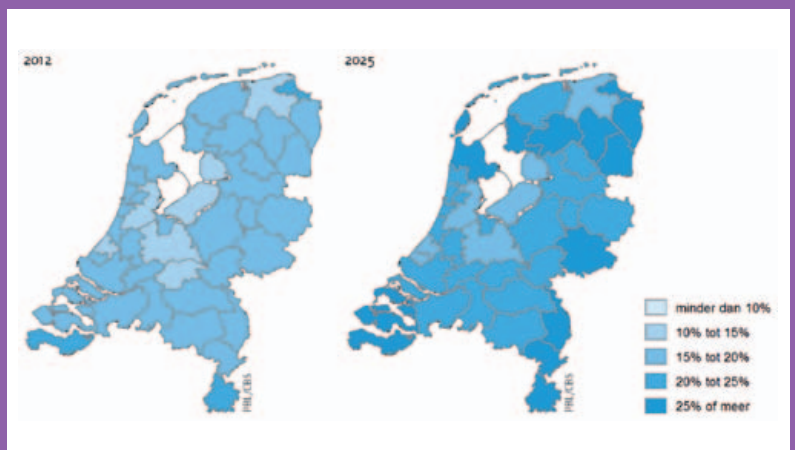 2012
2025
minder dan 10%
10% tot 15%
15% tot 20%
20% tot 25%
25% of meer
PBL/CBS
PBL/CBS